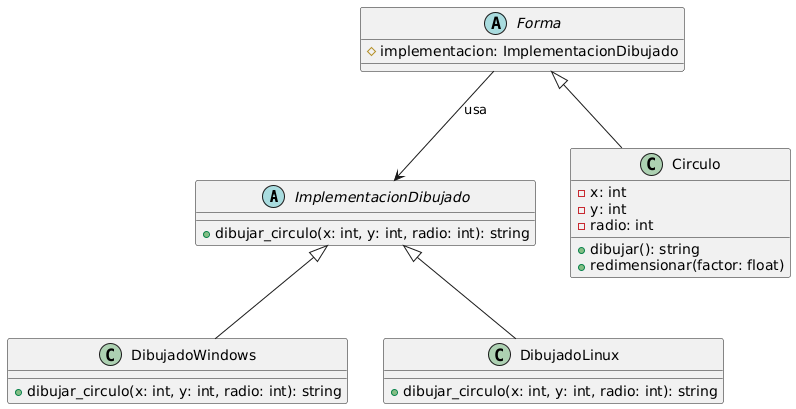 A Forma
implementacion: ImplementacionDibujado
usa
A ImplementacionDibujado
dibujar_circulo(x: int, y: int, radio: int): string
C Circulo
x: int
y: int
radio: int
dibujar(): string
redimensionar(factor: float)
C DibujadoWindows
dibujar_circulo(x: int, y: int, radio: int): string
C DibujadoLinux
dibujar_circulo(x: int, y: int, radio: int): string